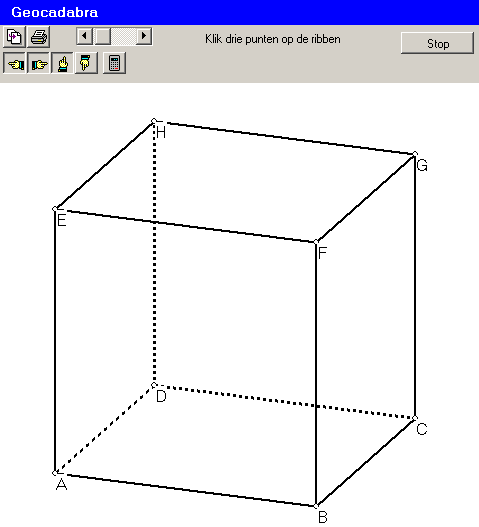 Geocadabra
Klik drie punten op de ribben
Stop
H
G
E
F
D
C
A
B